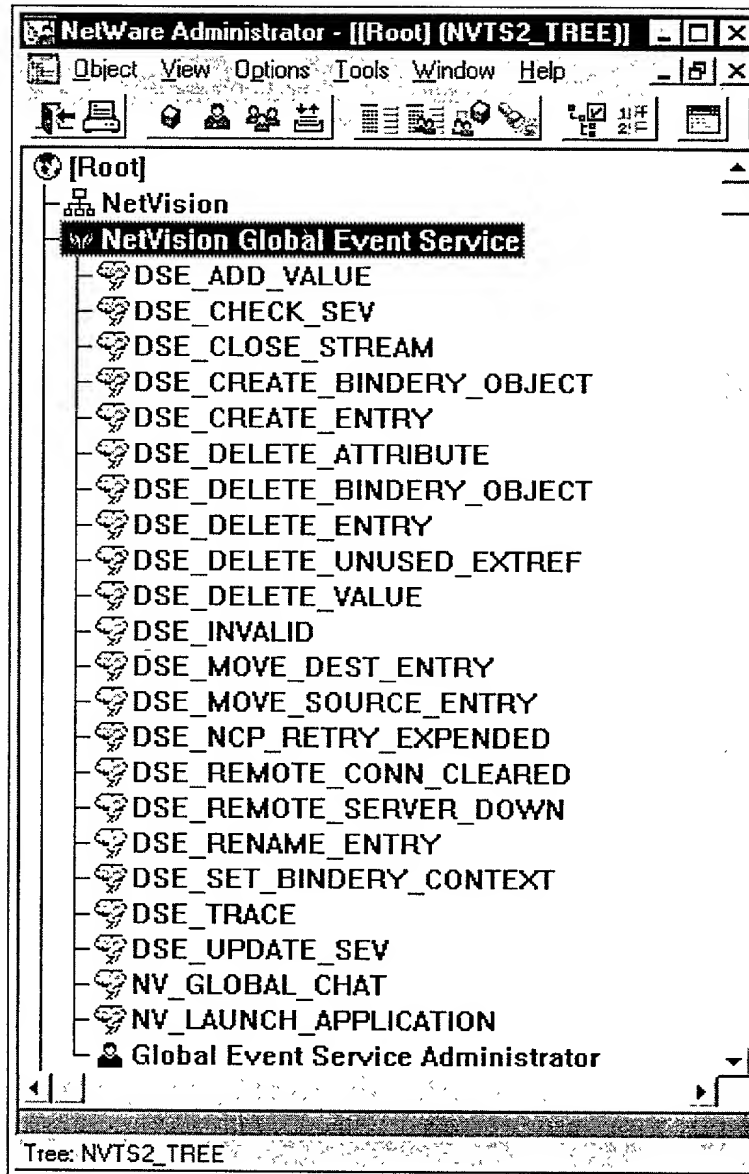 NetWare Administrator - [[Root] (NVTS2_TREE)]
Object View Options Tools Window Help
[Root]
NetVision
NetVision Global Event Service
DSE_ADD_VALUE
DSE_CHECK_SEV
DSE_CLOSE_STREAM
DSE_CREATE_BINDERY_OBJECT
DSE_CREATE_ENTRY
DSE_DELETE_ATTRIBUTE
DSE_DELETE_BINDERY_OBJECT
DSE_DELETE_ENTRY
DSE_DELETE_UNUSED_EXTREF
DSE_DELETE_VALUE
DSE_INVALID
DSE_MOVE_DEST_ENTRY
DSE_MOVE_SOURCE_ENTRY
DSE_NCP_RETRY_EXPENDED
DSE_REMOTE_CONN_CLEARED
DSE_REMOTE_SERVER_DOWN
DSE_RENAME_ENTRY
DSE_SET_BINDERY_CONTEXT
DSE_TRACE
DSE_UPDATE_SEV
NV_GLOBAL_CHAT
NV_LAUNCH_APPLICATION
Global Event Service Administrator
Tree: NVTS2_TREE